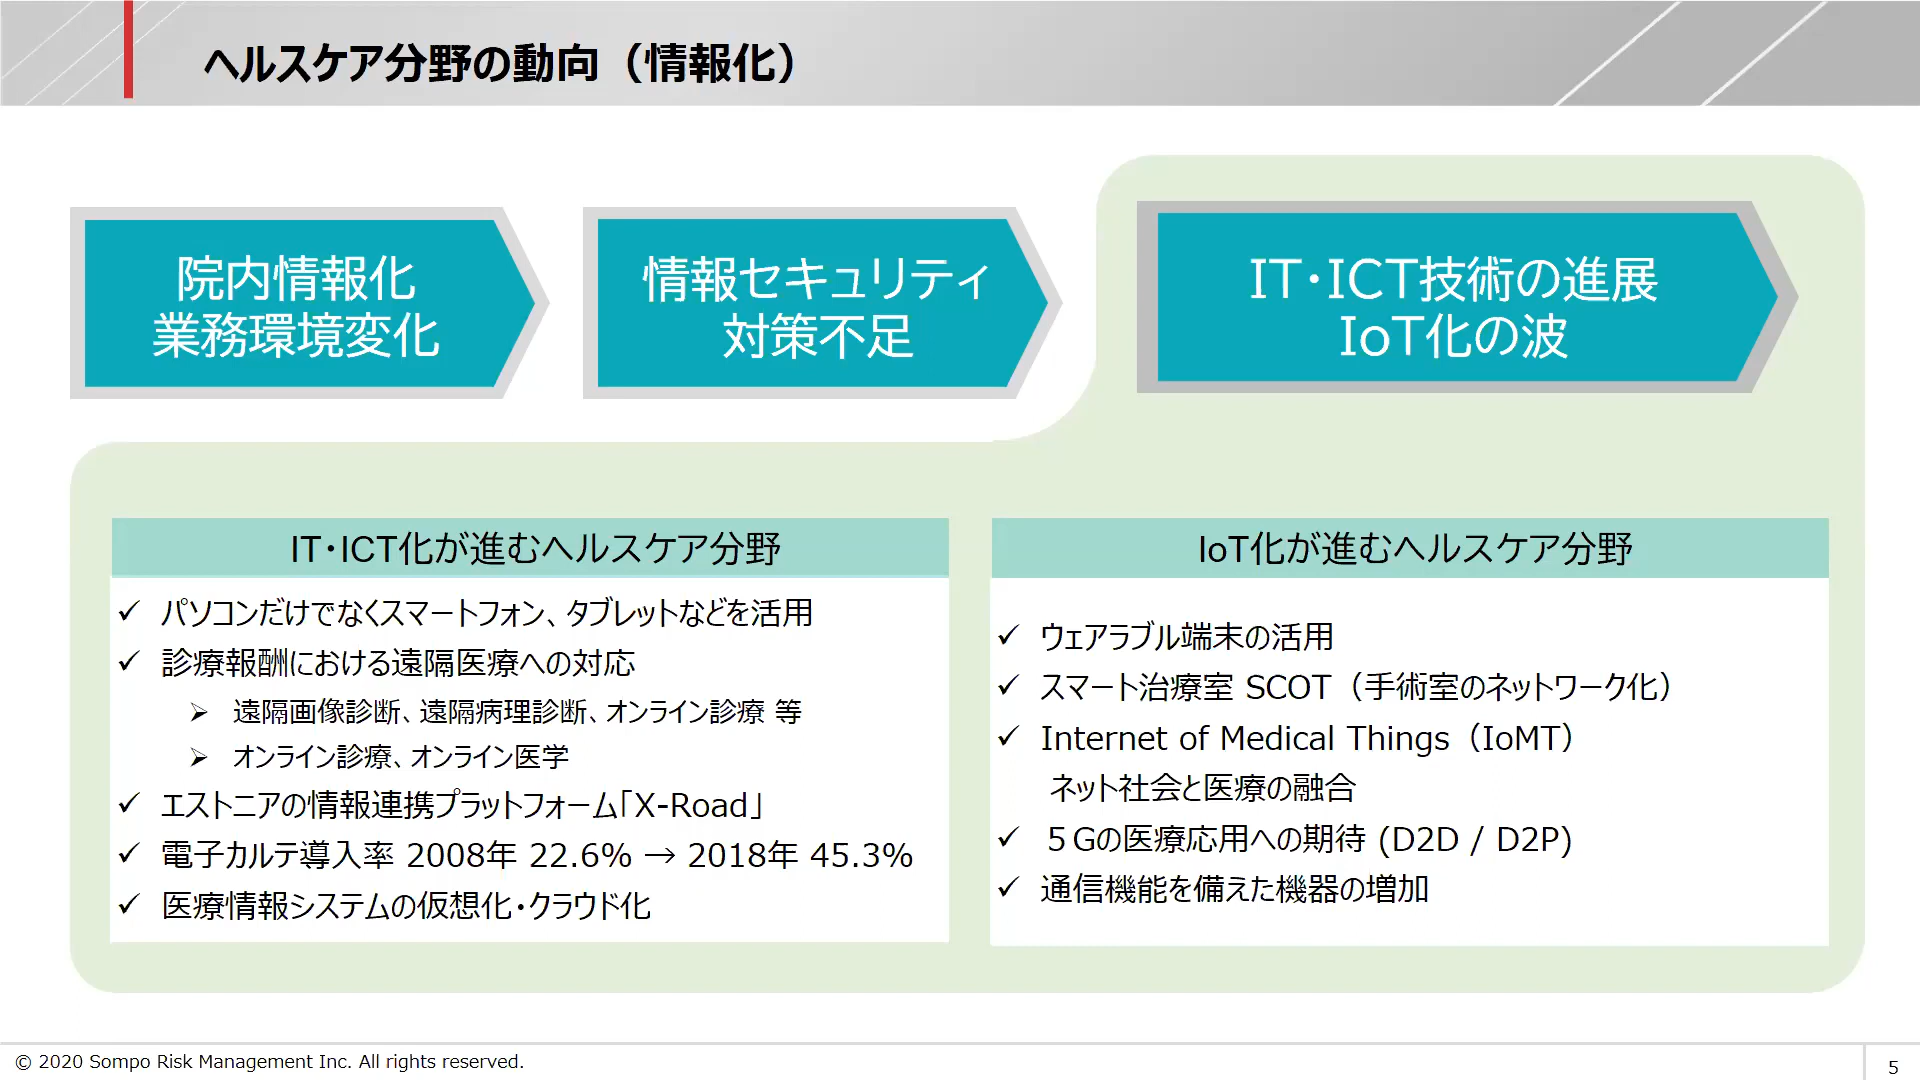 ヘルスケア分野の動向（情報化）
院内情報化
業務環境変化
情報セキュリティ
対策不足
IT・ICT技術の進展
IoT化の波
IT・ICT化が進むヘルスケア分野
✓ パソコンだけでなくスマートフォン、タブレットなどを活用
✓ 診療報酬における遠隔医療への対応
➢ 遠隔画像診断、遠隔病理診断、オンライン診療 等
➢ オンライン診療、オンライン医学
✓ エストニアの情報連携プラットフォーム「X-Road」
✓ 電子カルテ導入率 2008年 22.6% → 2018年 45.3%
✓ 医療情報システムの仮想化・クラウド化
IoT化が進むヘルスケア分野
✓ ウェアラブル端末の活用
✓ スマート治療室 SCOT（手術室のネットワーク化）
✓ Internet of Medical Things（IoMT）
ネット社会と医療の融合
✓ ５Gの医療応用への期待 (D2D / D2P)
✓ 通信機能を備えた機器の増加
© 2020 Sompo Risk Management Inc. All rights reserved.
5